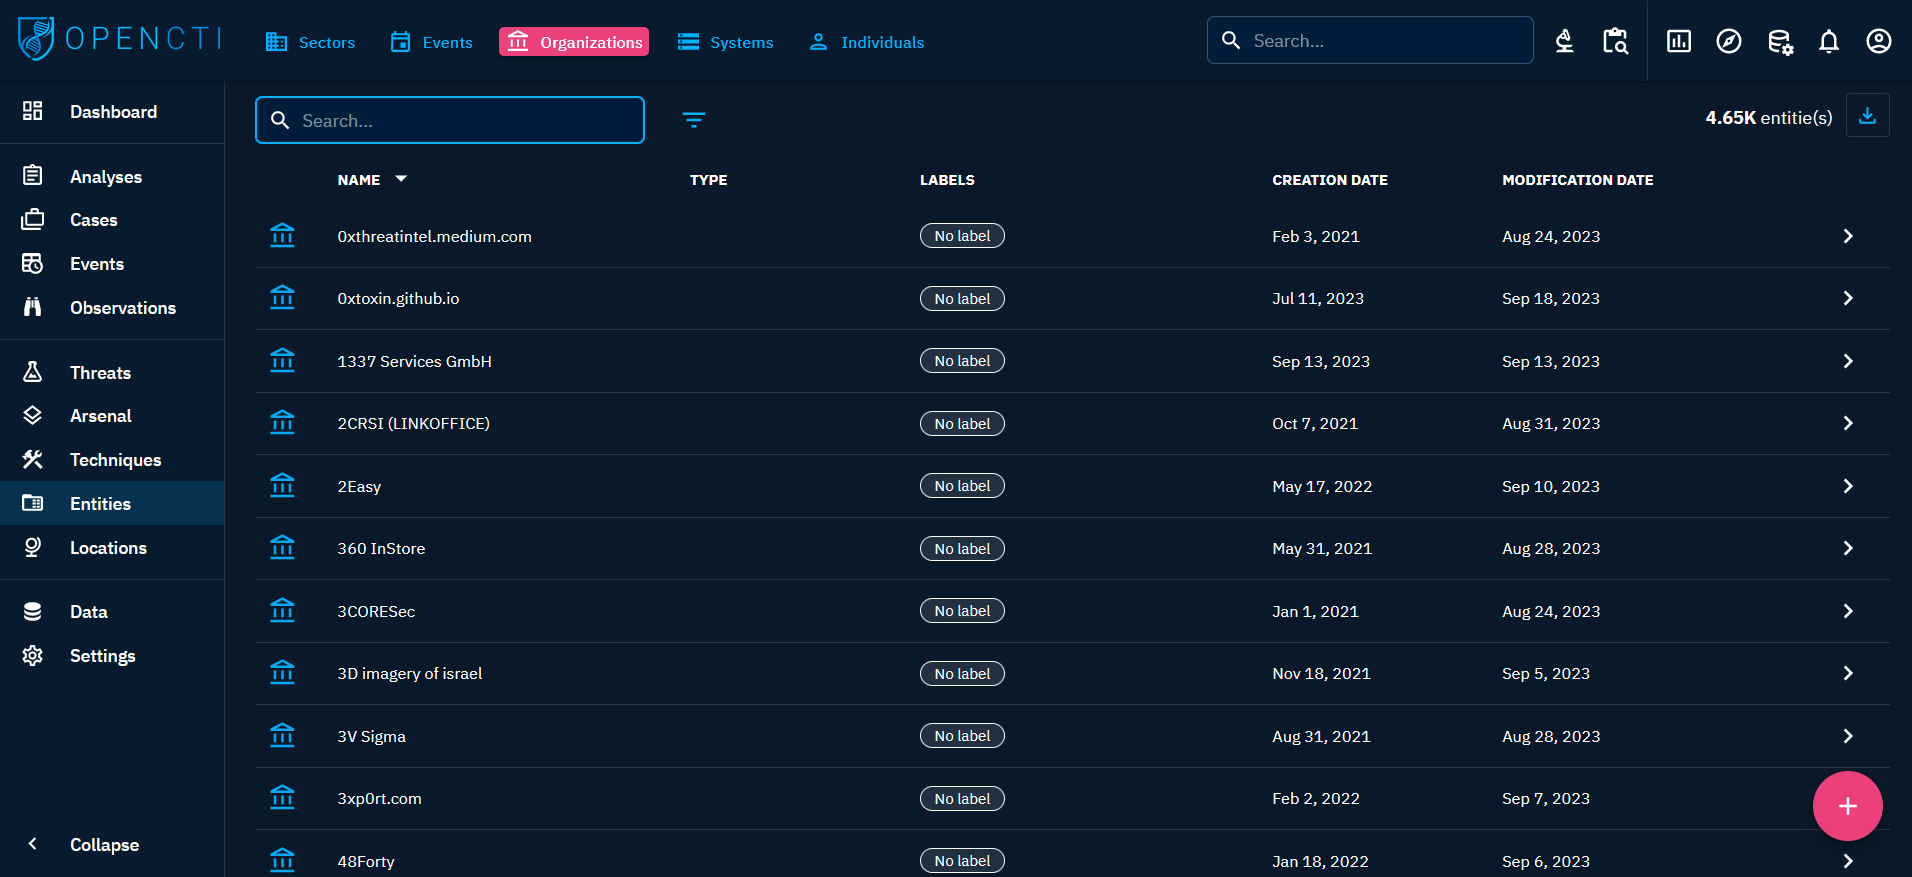 OPENCTI
Sectors Events Organizations Systems Individuals Search...
Dashboard
Analyses
Cases
Events
Observations
Threats
Arsenal
Techniques
Entities
Locations
Data
Settings
Collapse
Search... 4.65K entitie(s)
NAME TYPE LABELS CREATION DATE MODIFICATION DATE
0xthreatintel.medium.com No label Feb 3, 2021 Aug 24, 2023
0xtoxin.github.io No label Jul 11, 2023 Sep 18, 2023
1337 Services GmbH No label Sep 13, 2023 Sep 13, 2023
2CRSI (LINKOFFICE) No label Oct 7, 2021 Aug 31, 2023
2Easy No label May 17, 2022 Sep 10, 2023
360 InStore No label May 31, 2021 Aug 28, 2023
3CORESec No label Jan 1, 2021 Aug 24, 2023
3D imagery of israel No label Nov 18, 2021 Sep 5, 2023
3V Sigma No label Aug 31, 2021 Aug 28, 2023
3xp0rt.com No label Feb 2, 2022 Sep 7, 2023
48Forty No label Jan 18, 2022 Sep 6, 2023